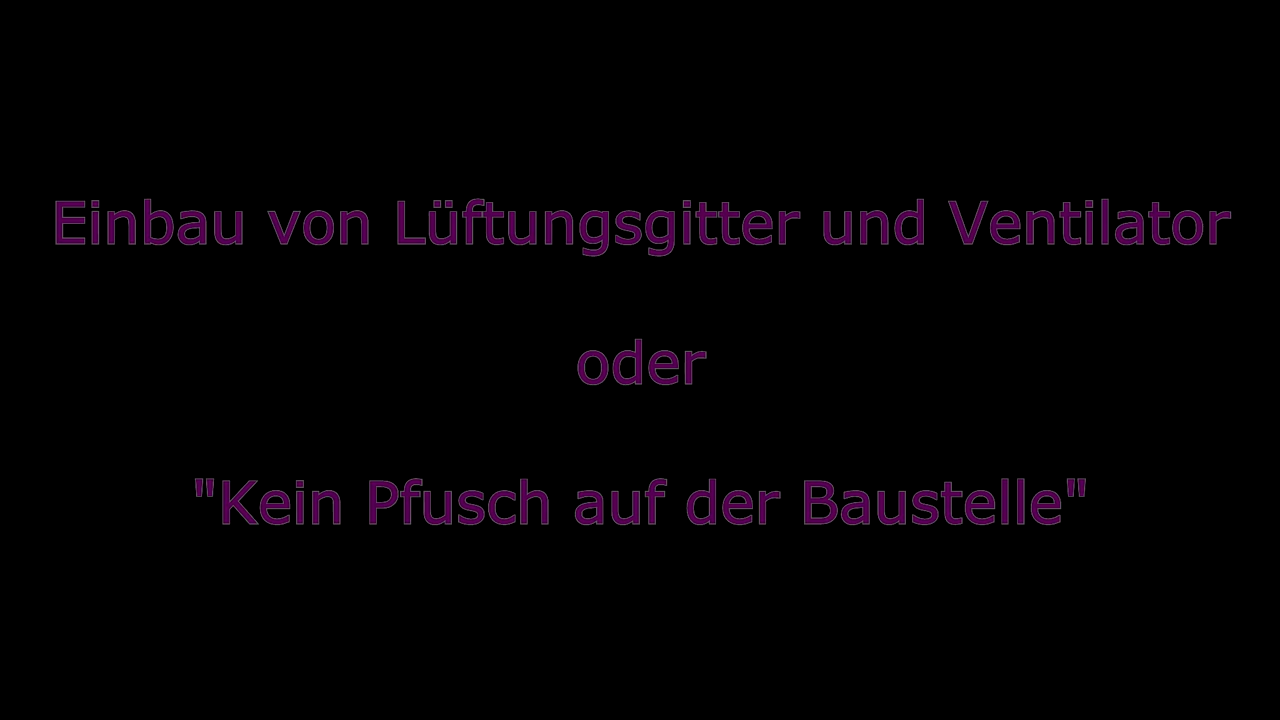 Einbau von Lüftungsgitter und Ventilator
oder
"Kein Pfusch auf der Baustelle"